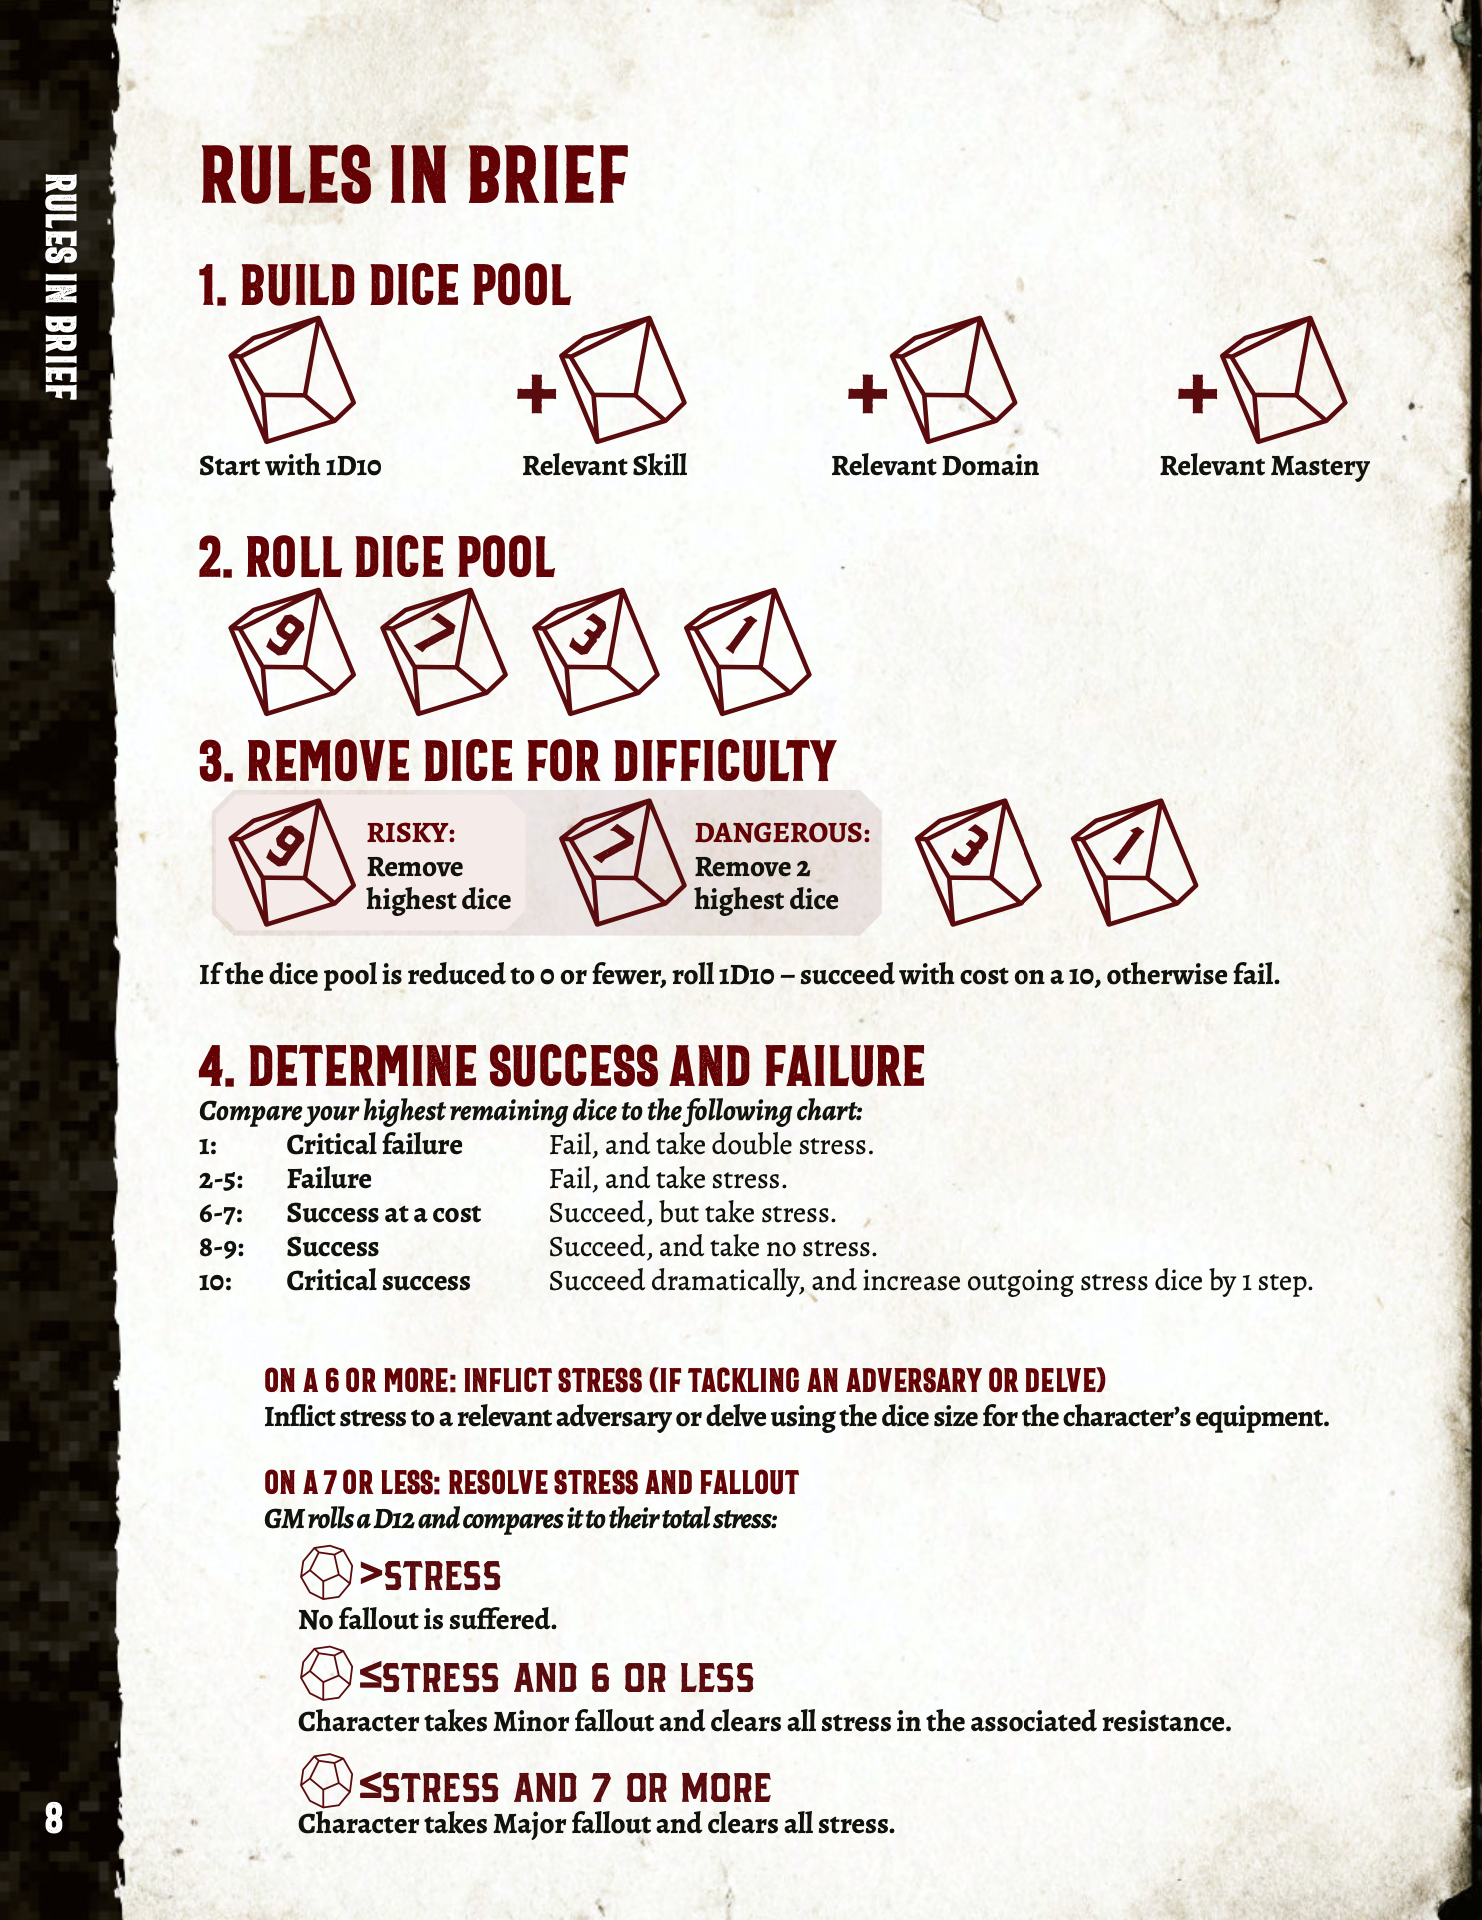 RULES IN BRIEF
RULES IN BRIEF
1. BUILD DICE POOL
+ + +
Start with 1D10 Relevant Skill Relevant Domain Relevant Mastery
2. ROLL DICE POOL
9 7 3 1
3. REMOVE DICE FOR DIFFICULTY
9 RISKY: Remove highest dice 7 DANGEROUS: Remove 2 highest dice 3 1
If the dice pool is reduced to 0 or fewer, roll 1D10 – succeed with cost on a 10, otherwise fail.
4. DETERMINE SUCCESS AND FAILURE
Compare your highest remaining dice to the following chart:
1: Critical failure Fail, and take double stress.
2-5: Failure Fail, and take stress.
6-7: Success at a cost Succeed, but take stress.
8-9: Success Succeed, and take no stress.
10: Critical success Succeed dramatically, and increase outgoing stress dice by 1 step.
ON A 6 OR MORE: INFLICT STRESS (IF TACKLING AN ADVERSARY OR DELVE)
Inflict stress to a relevant adversary or delve using the dice size for the character’s equipment.
ON A 7 OR LESS: RESOLVE STRESS AND FALLOUT
GM rolls a D12 and compares it to their total stress:
>STRESS
No fallout is suffered.
≤STRESS AND 6 OR LESS
Character takes Minor fallout and clears all stress in the associated resistance.
≤STRESS AND 7 OR MORE
Character takes Major fallout and clears all stress.
8